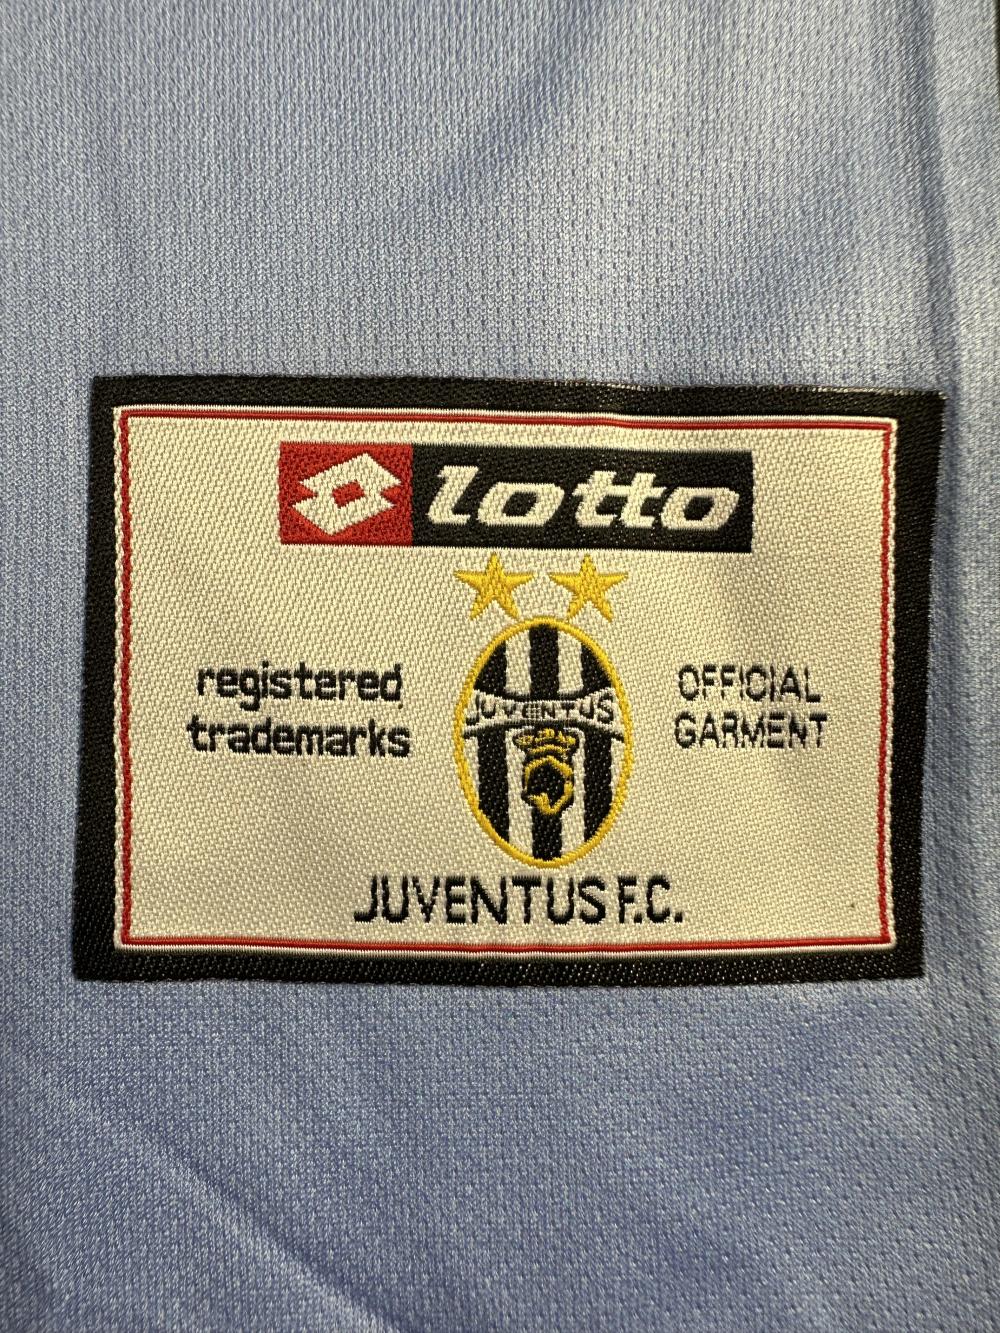 lotto
registered
trademarks
JUVENTUS
OFFICIAL
GARMENT
JUVENTUS F.C.